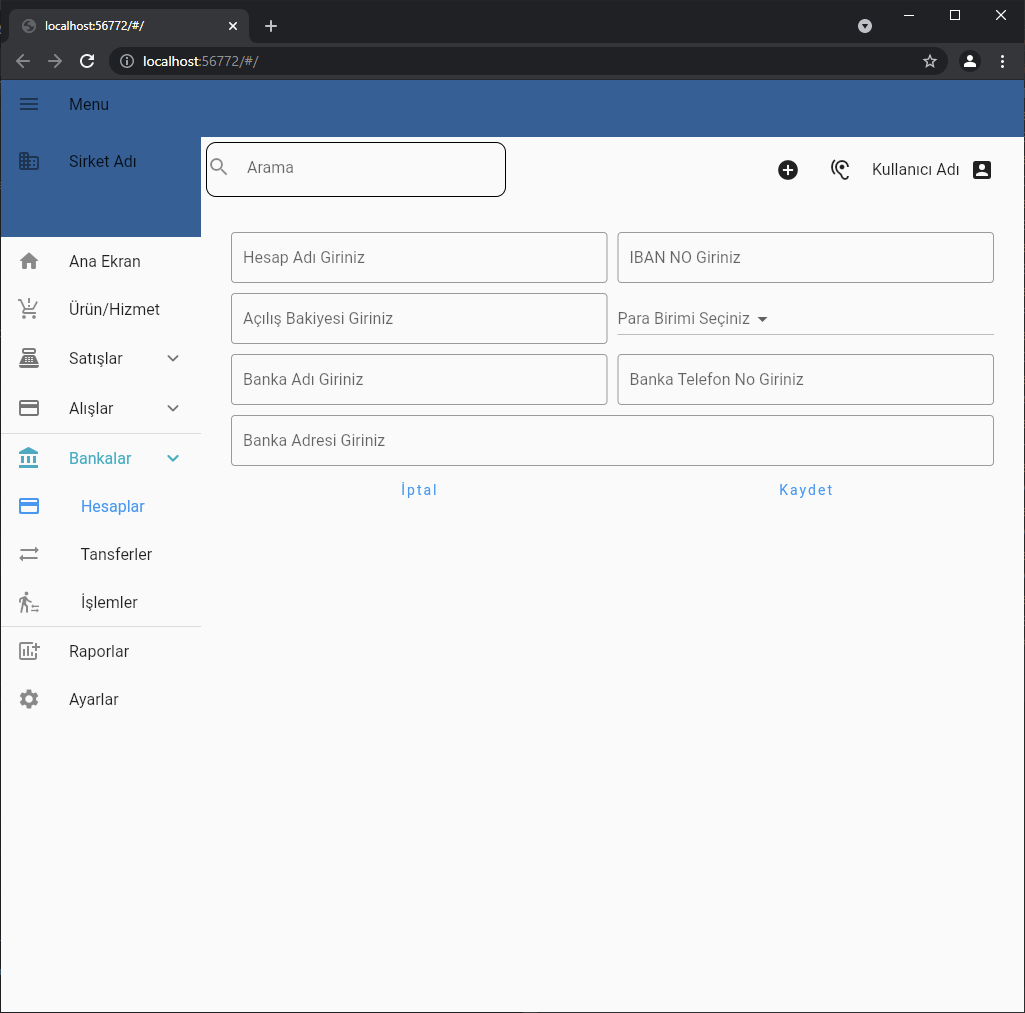 localhost:56772/#/
localhost:56772/#/
Menu
Sirket Adı
Arama
Kullanıcı Adı
Ana Ekran
Ürün/Hizmet
Satışlar
Alışlar
Bankalar
Hesaplar
Tansferler
İşlemler
Raporlar
Ayarlar
Hesap Adı Giriniz
IBAN NO Giriniz
Açılış Bakiyesi Giriniz
Para Birimi Seçiniz
Banka Adı Giriniz
Banka Telefon No Giriniz
Banka Adresi Giriniz
İptal
Kaydet